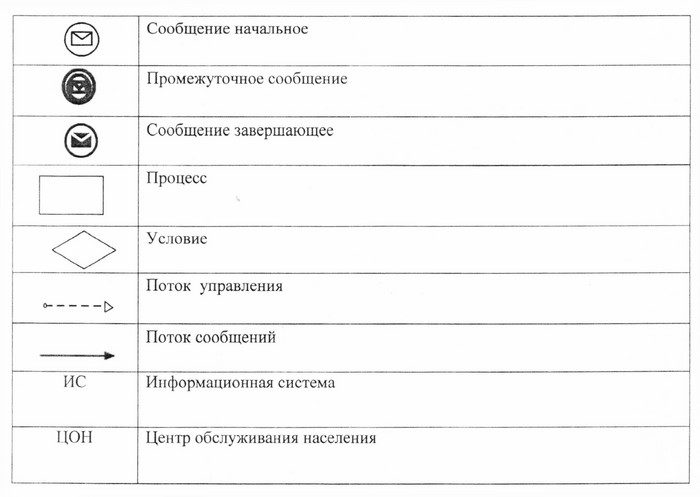 Сообщение начальное
Промежуточное сообщение
Сообщение завершающее
Процесс
Условие
Поток управления
Поток сообщений
ИС Информационная система
ЦОН Центр обслуживания населения